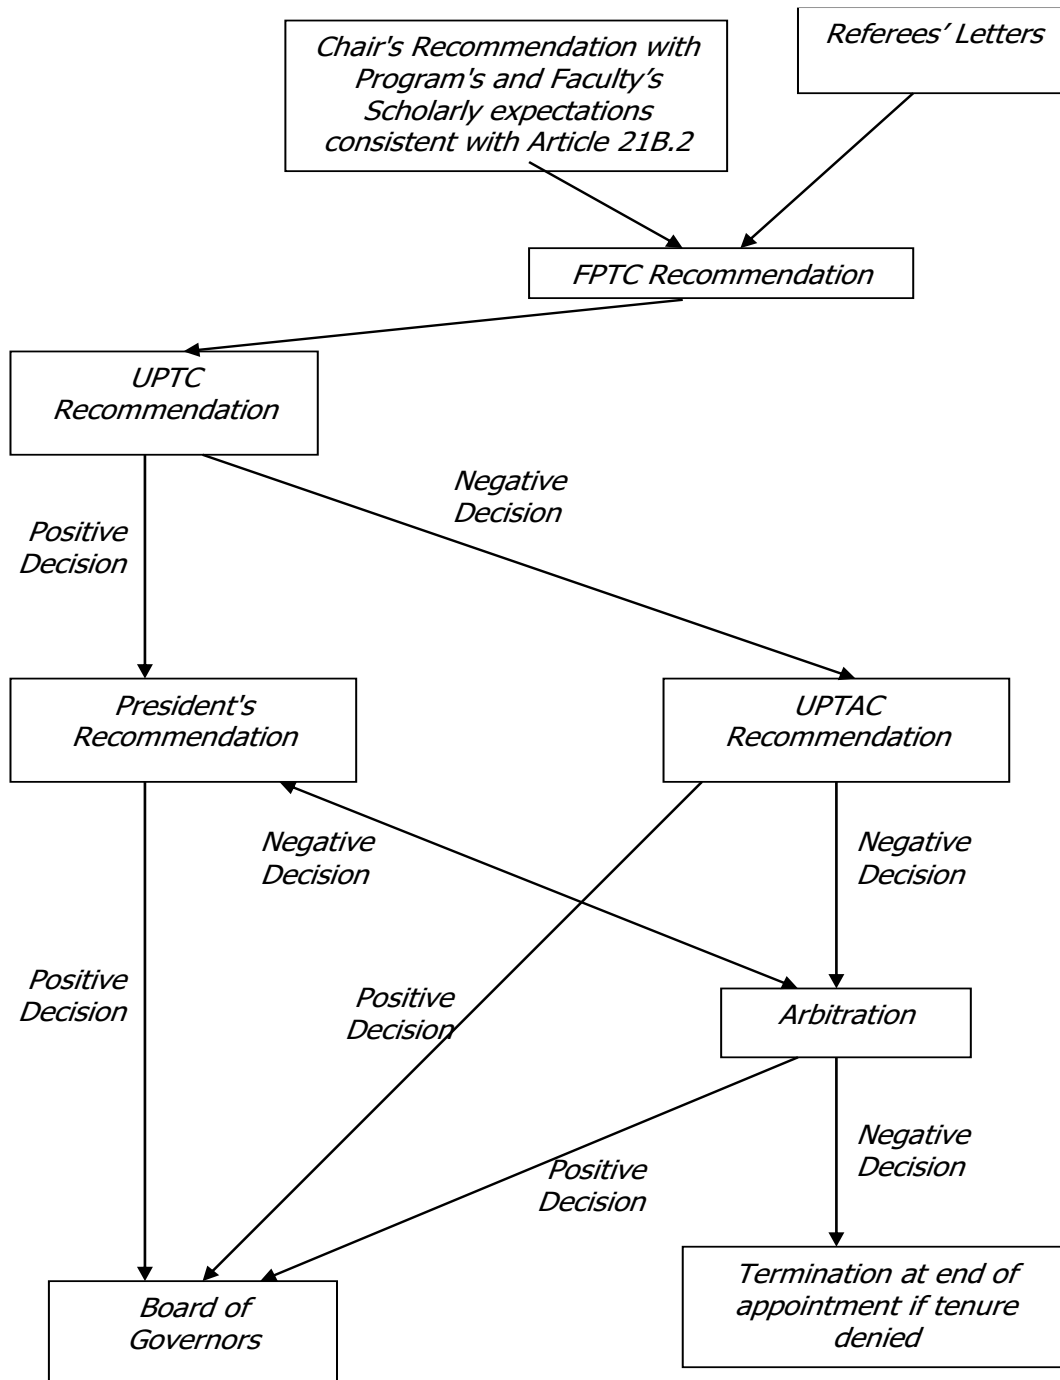 Chair's Recommendation with
Program's and Faculty’s
Scholarly expectations
consistent with Article 21B.2
Referees’ Letters
FPTC Recommendation
UPTC
Recommendation
Negative
Decision
Positive
Decision
President's
Recommendation
UPTAC
Recommendation
Negative
Decision
Negative
Decision
Positive
Decision
Positive
Decision
Arbitration
Negative
Decision
Positive
Decision
Termination at end of
appointment if tenure
denied
Board of
Governors